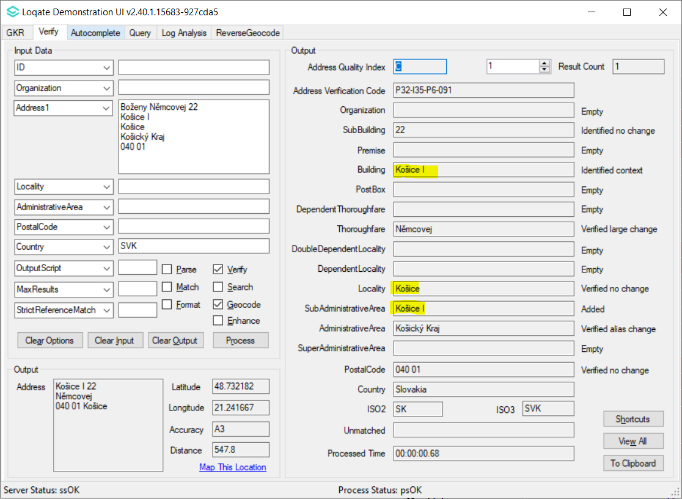 Loqate Demonstration UI v2.40.1.15683-927cda5
GKR Verify Autocomplete Query Log Analysis ReverseGeocode
Input Data
ID
Organization
Address1
Boženy Němcovej 22
Košice I
Košice
Košický Kraj
040 01
Locality
AdministrativeArea
PostalCode
Country SVK
OutputScript Parse Verify
MaxResults Match Search
StrictReferenceMatch Format Geocode
Enhance
Clear Options Clear Input Clear Output Process
Output
Address
Košice I 22
Němcovej
040 01 Košice
Latitude 48.732182
Longitude 21.241667
Accuracy A3
Distance 547.8
Map This Location
Output
Address Quality Index C 1 Result Count 1
Address Verfication Code P32-I35-P6-091
Organization Empty
SubBuilding 22 Identified no change
Premise Empty
Building Košice I Identified context
PostBox Empty
DependentThoroughfare Empty
Thoroughfare Němcovej Verified large change
DoubleDependentLocality Empty
DependentLocality Empty
Locality Košice Verified no change
SubAdministrativeArea Košice I Added
AdministrativeArea Košický Kraj Verified alias change
SuperAdministrativeArea Empty
PostalCode 040 01 Verified no change
Country Slovakia
ISO2 SK ISO3 SVK
Unmatched
Processed Time 00:00:00.68
Shortcuts
View All
To Clipboard
Server Status: ssOK Process Status: psOK